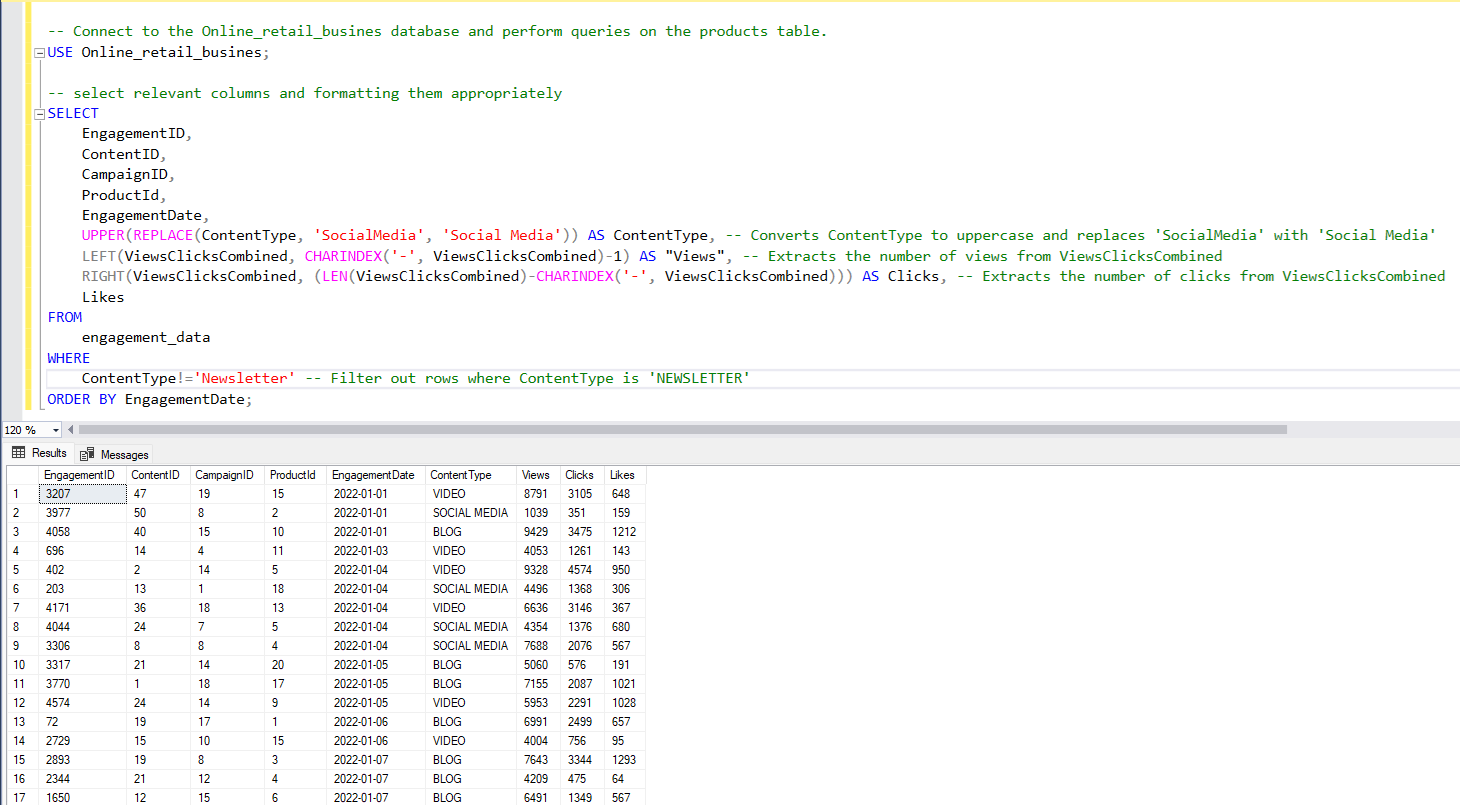 -- Connect to the Online_retail_busines database and perform queries on the products table.
USE Online_retail_busines;
-- select relevant columns and formatting them appropriately
SELECT
EngagementID,
ContentID,
CampaignID,
ProductId,
EngagementDate,
UPPER(REPLACE(ContentType, 'SocialMedia', 'Social Media')) AS ContentType, -- Converts ContentType to uppercase and replaces 'SocialMedia' with 'Social Media'
LEFT(ViewsClicksCombined, CHARINDEX('-', ViewsClicksCombined)-1) AS "Views", -- Extracts the number of views from ViewsClicksCombined
RIGHT(ViewsClicksCombined, (LEN(ViewsClicksCombined)-CHARINDEX('-', ViewsClicksCombined))) AS Clicks, -- Extracts the number of clicks from ViewsClicksCombined
Likes
FROM
engagement_data
WHERE
ContentType!='Newsletter' -- Filter out rows where ContentType is 'NEWSLETTER'
ORDER BY EngagementDate;
120 %
Results Messages
EngagementID ContentID CampaignID ProductId EngagementDate ContentType Views Clicks Likes
1 3207 47 19 15 2022-01-01 VIDEO 8791 3105 648
2 3977 50 8 2 2022-01-01 SOCIAL MEDIA 1039 351 159
3 4058 40 15 10 2022-01-01 BLOG 9429 3475 1212
4 696 14 4 11 2022-01-03 VIDEO 4053 1261 143
5 402 2 14 5 2022-01-04 VIDEO 9328 4574 950
6 203 13 1 18 2022-01-04 SOCIAL MEDIA 4496 1368 306
7 4171 36 18 13 2022-01-04 VIDEO 6636 3146 367
8 4044 24 7 5 2022-01-04 SOCIAL MEDIA 4354 1376 680
9 3306 8 8 4 2022-01-04 SOCIAL MEDIA 7688 2076 567
10 3317 21 14 20 2022-01-05 BLOG 5060 576 191
11 3770 1 18 17 2022-01-05 BLOG 7155 2087 1021
12 4574 24 14 9 2022-01-05 VIDEO 5953 2291 1028
13 72 19 17 1 2022-01-06 BLOG 6991 2499 657
14 2729 15 10 15 2022-01-06 VIDEO 4004 756 95
15 2893 19 8 3 2022-01-07 BLOG 7643 3344 1293
16 2344 21 12 4 2022-01-07 BLOG 4209 475 64
17 1650 12 15 6 2022-01-07 BLOG 6491 1349 567